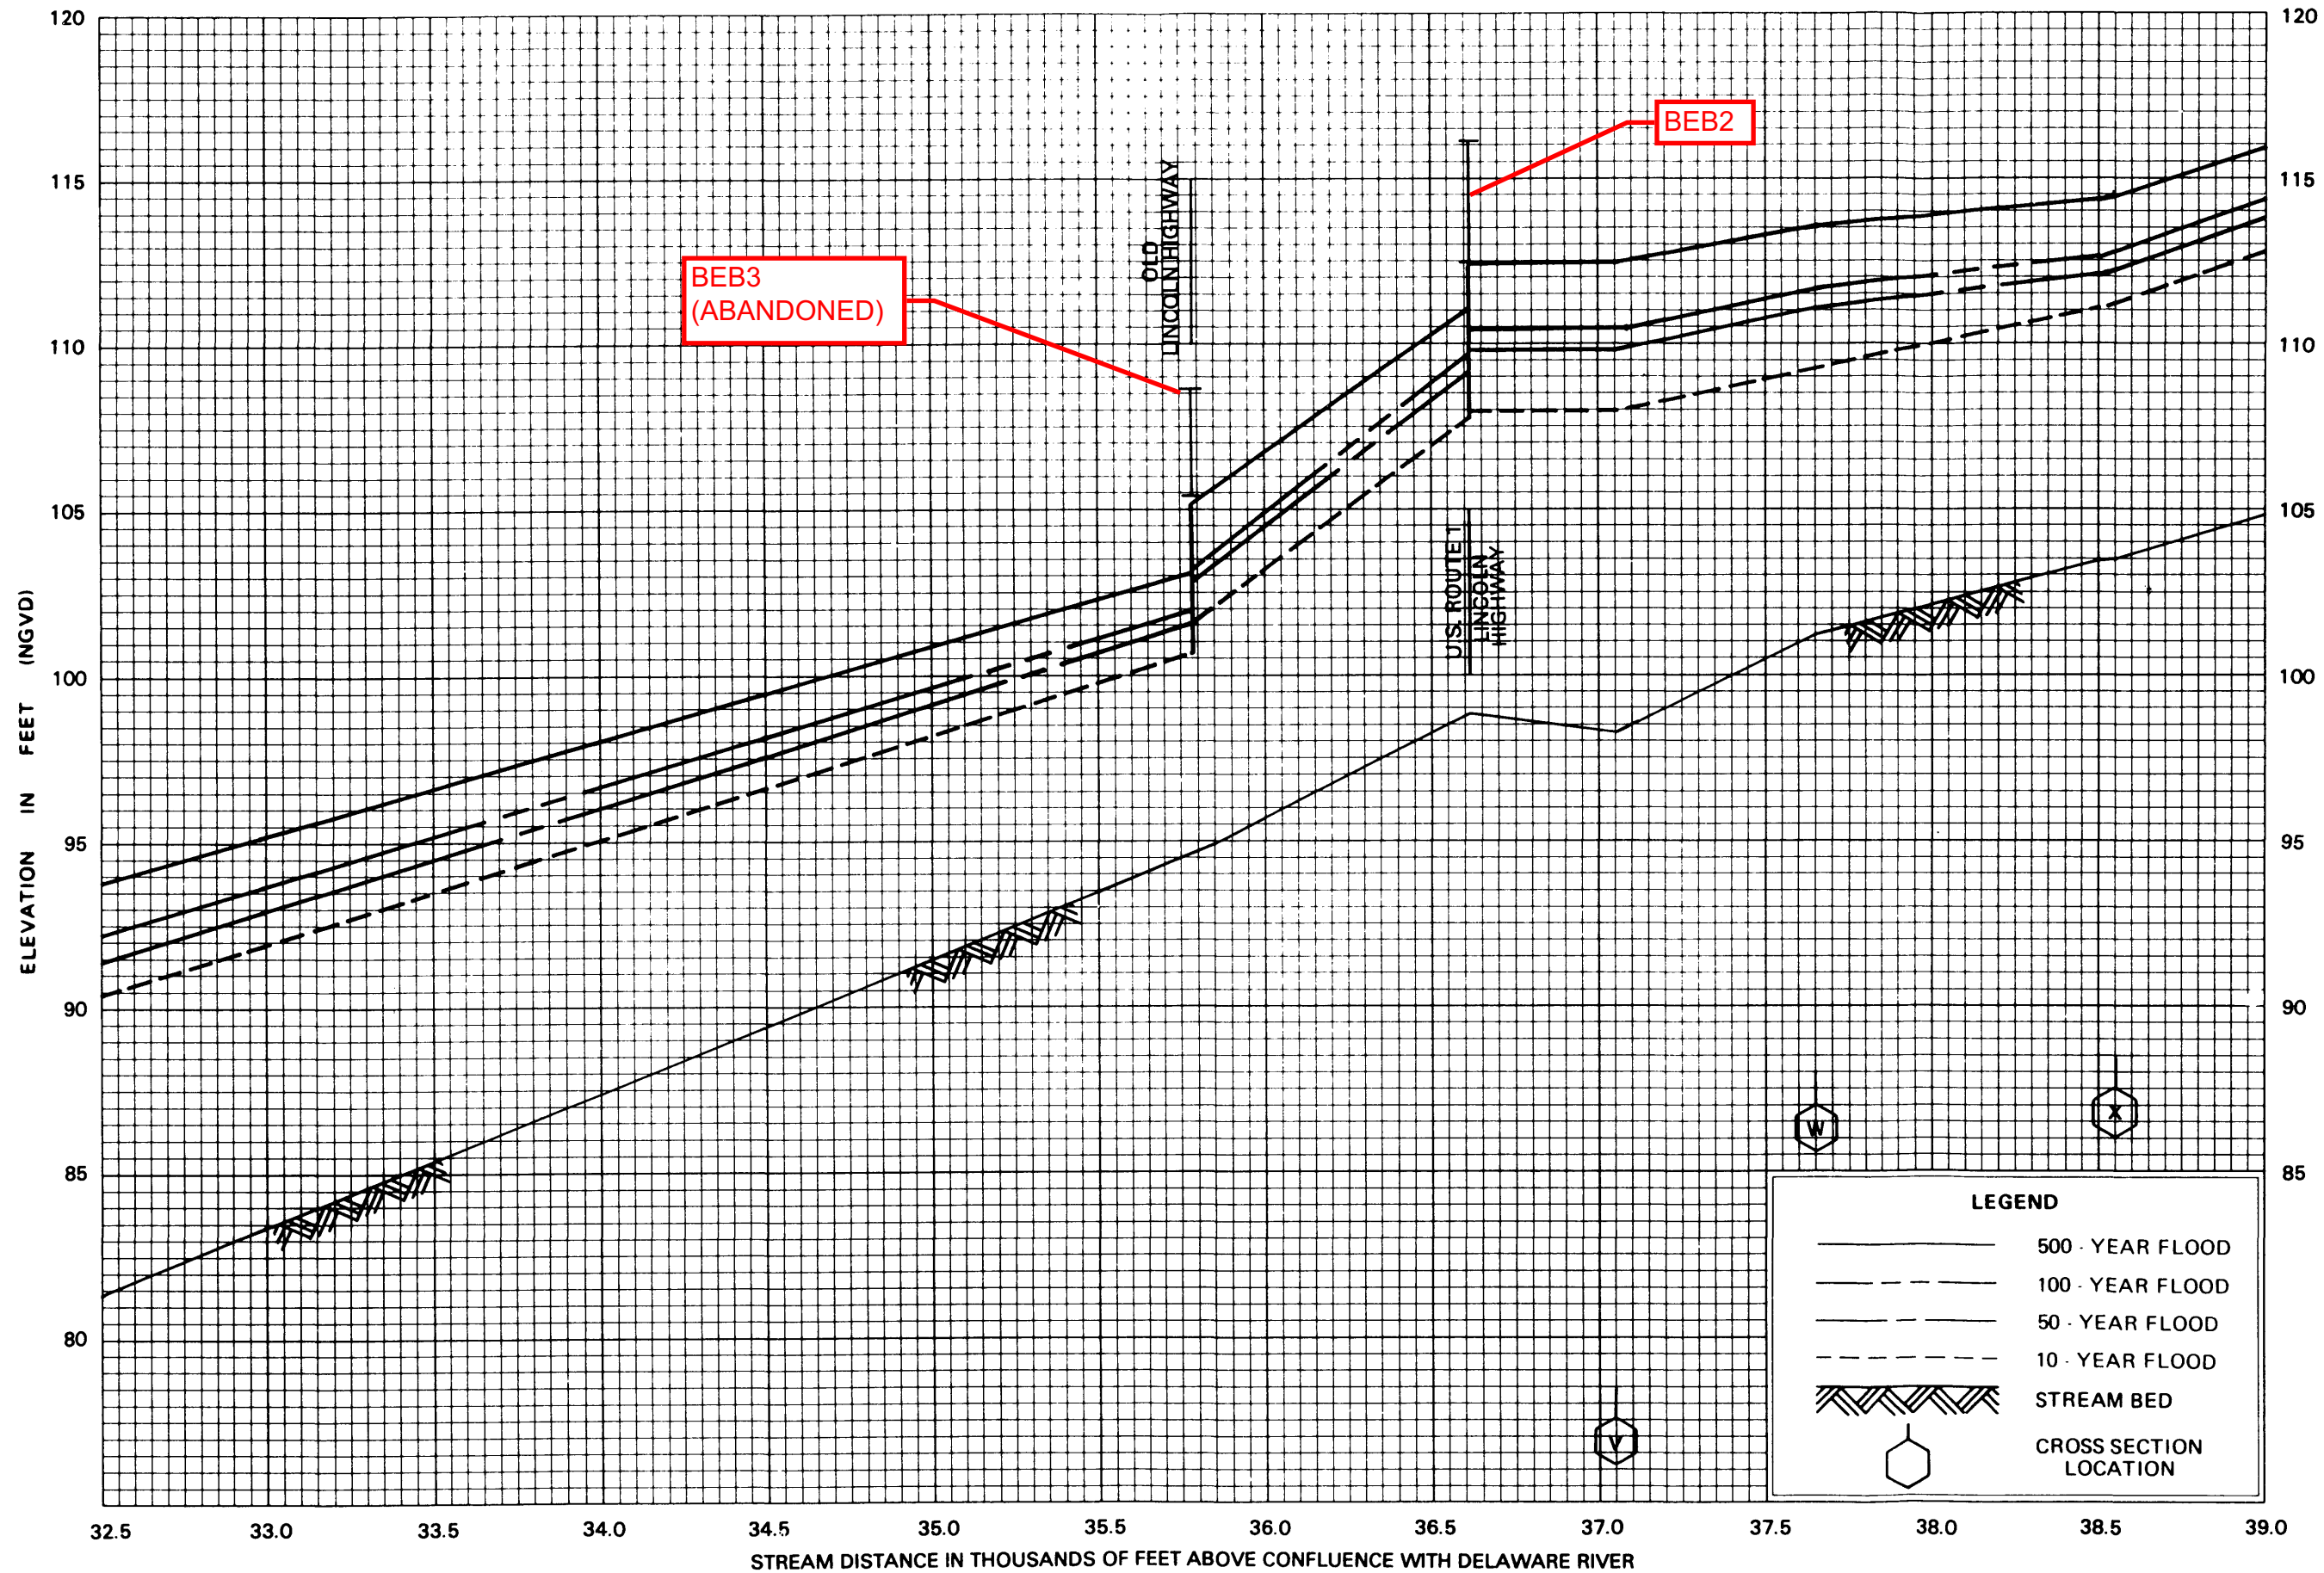 120
115
110
105
100
95
90
85
80
ELEVATION IN FEET (NGVD)
BEB3
(ABANDONED)
OLD
LINCOLN HIGHWAY
BEB2
U.S. ROUTE 1
LINCOLN
HIGHWAY
120
115
110
105
100
95
90
85
V
W
X
LEGEND
500 - YEAR FLOOD
100 - YEAR FLOOD
50 - YEAR FLOOD
10 - YEAR FLOOD
STREAM BED
CROSS SECTION
LOCATION
32.5 33.0 33.5 34.0 34.5 35.0 35.5 36.0 36.5 37.0 37.5 38.0 38.5 39.0
STREAM DISTANCE IN THOUSANDS OF FEET ABOVE CONFLUENCE WITH DELAWARE RIVER